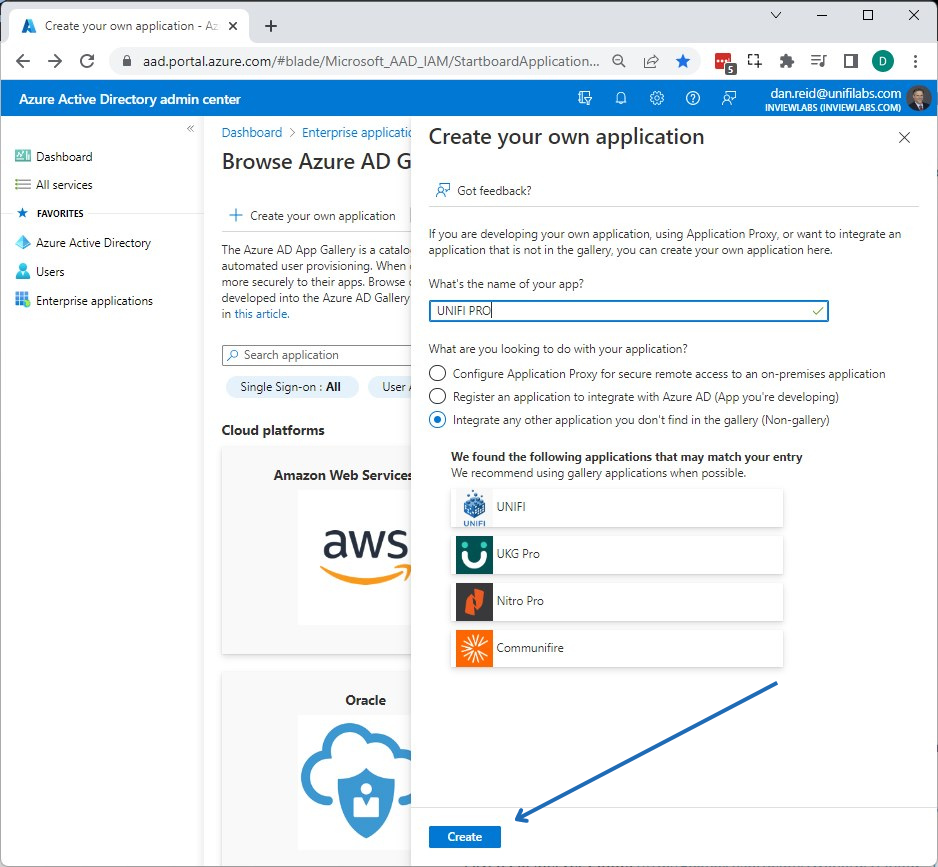 Create your own application - Az
aad.portal.azure.com/#blade/Microsoft_AAD_IAM/StartboardApplication...
5
D
Azure Active Directory admin center
dan.reid@unifilabs.com
INVIEWLABS (INVIEWLABS.COM)
Dashboard
All services
FAVORITES
Azure Active Directory
Users
Enterprise applications
Dashboard > Enterprise applicatio
Browse Azure AD G
Create your own application
The Azure AD App Gallery is a catalo
automated user provisioning. When
more securely to their apps. Browse
developed into the Azure AD Gallery
in this article.
Search application
Single Sign-on : All
User A
Cloud platforms
Amazon Web Services
aws
Oracle
Create your own application
Got feedback?
If you are developing your own application, using Application Proxy, or want to integrate an
application that is not in the gallery, you can create your own application here.
What's the name of your app?
UNIFI PRO
What are you looking to do with your application?
Configure Application Proxy for secure remote access to an on-premises application
Register an application to integrate with Azure AD (App you're developing)
Integrate any other application you don't find in the gallery (Non-gallery)
We found the following applications that may match your entry
We recommend using gallery applications when possible.
UNIFI
UNIFI
UKG Pro
Nitro Pro
Communifire
Create